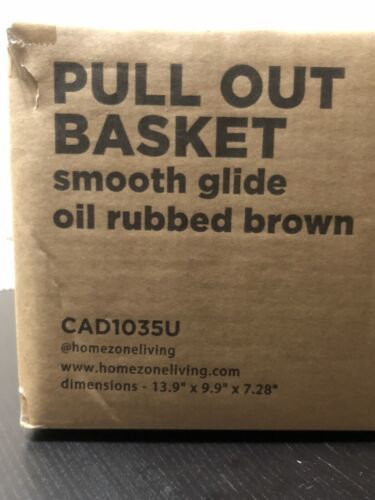 PULL OUT
BASKET
smooth glide
oil rubbed brown
CAD1035U
@homezoneliving
www.homezoneliving.com
dimensions - 13.9" x 9.9" x 7.28"